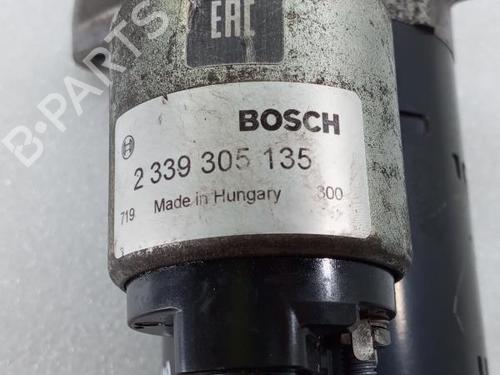 EAC
BOSCH
2 339 305 135
Made in Hungary
719
300
B-PARTS